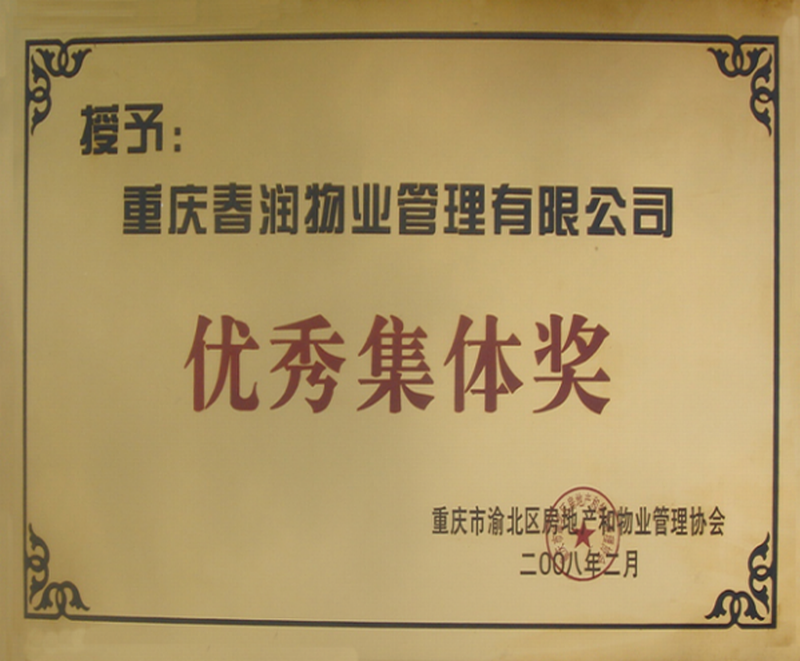 授予：
重庆春润物业管理有限公司
优秀集体奖
重庆市渝北区房地产和物业管理协会
二00八年二月